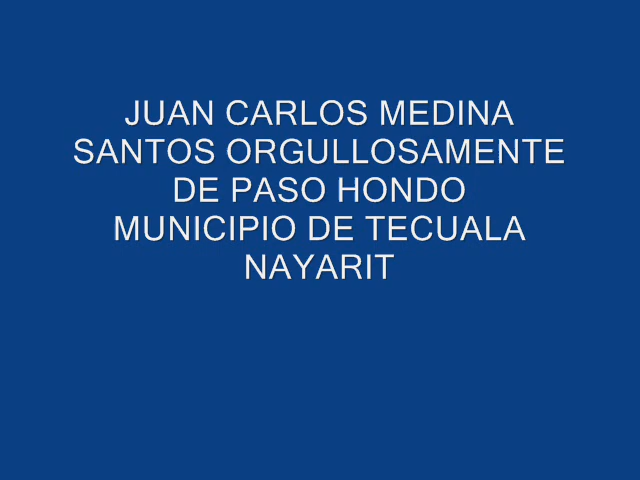 JUAN CARLOS MEDINA
SANTOS ORGULLOSAMENTE
DE PASO HONDO
MUNICIPIO DE TECUALA
NAYARIT